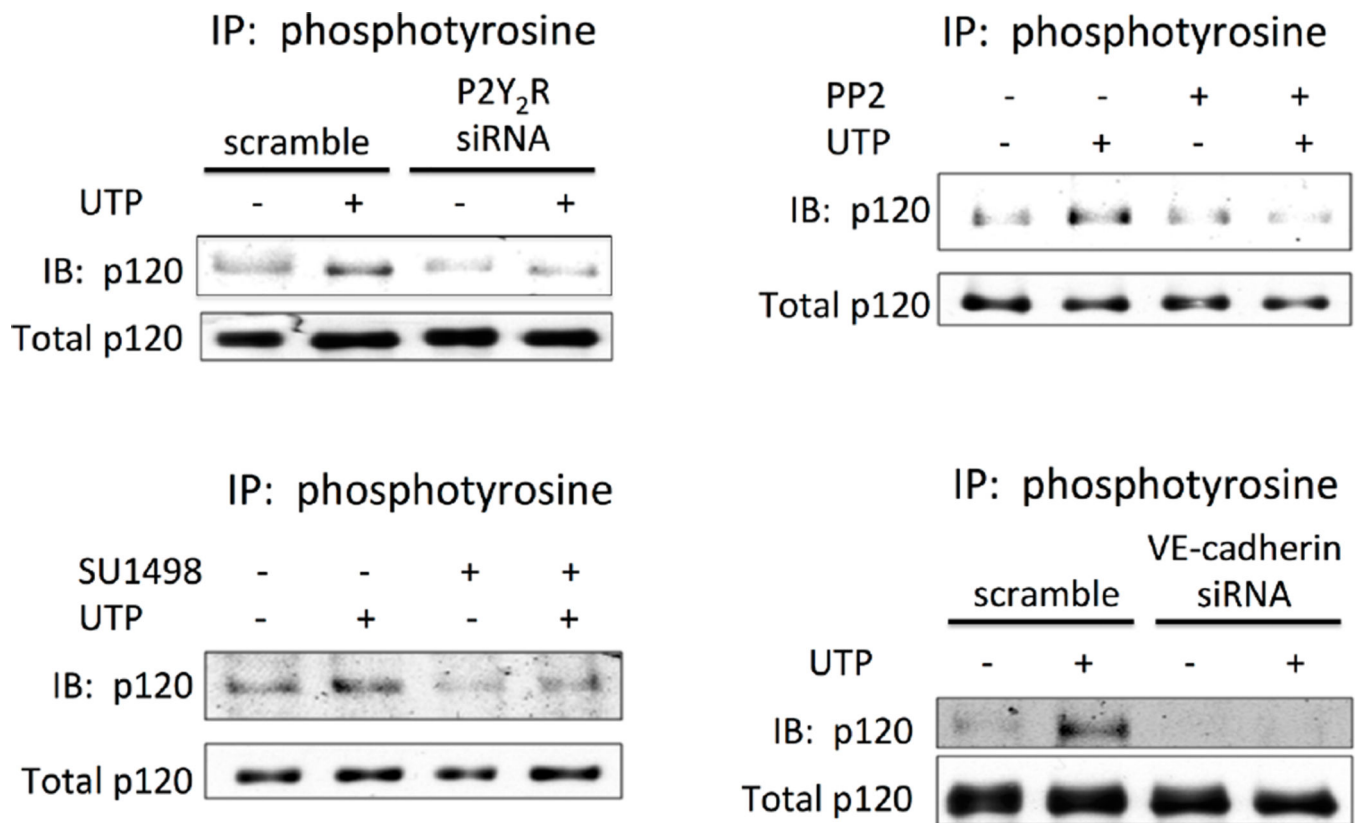 IP: phosphotyrosine
P2Y₂R
scramble siRNA
UTP - + - +
IB: p120
Total p120
IP: phosphotyrosine
PP2 - - + +
UTP - + - +
IB: p120
Total p120
IP: phosphotyrosine
SU1498 - - + +
UTP - + - +
IB: p120
Total p120
IP: phosphotyrosine
VE-cadherin
scramble siRNA
UTP - + - +
IB: p120
Total p120